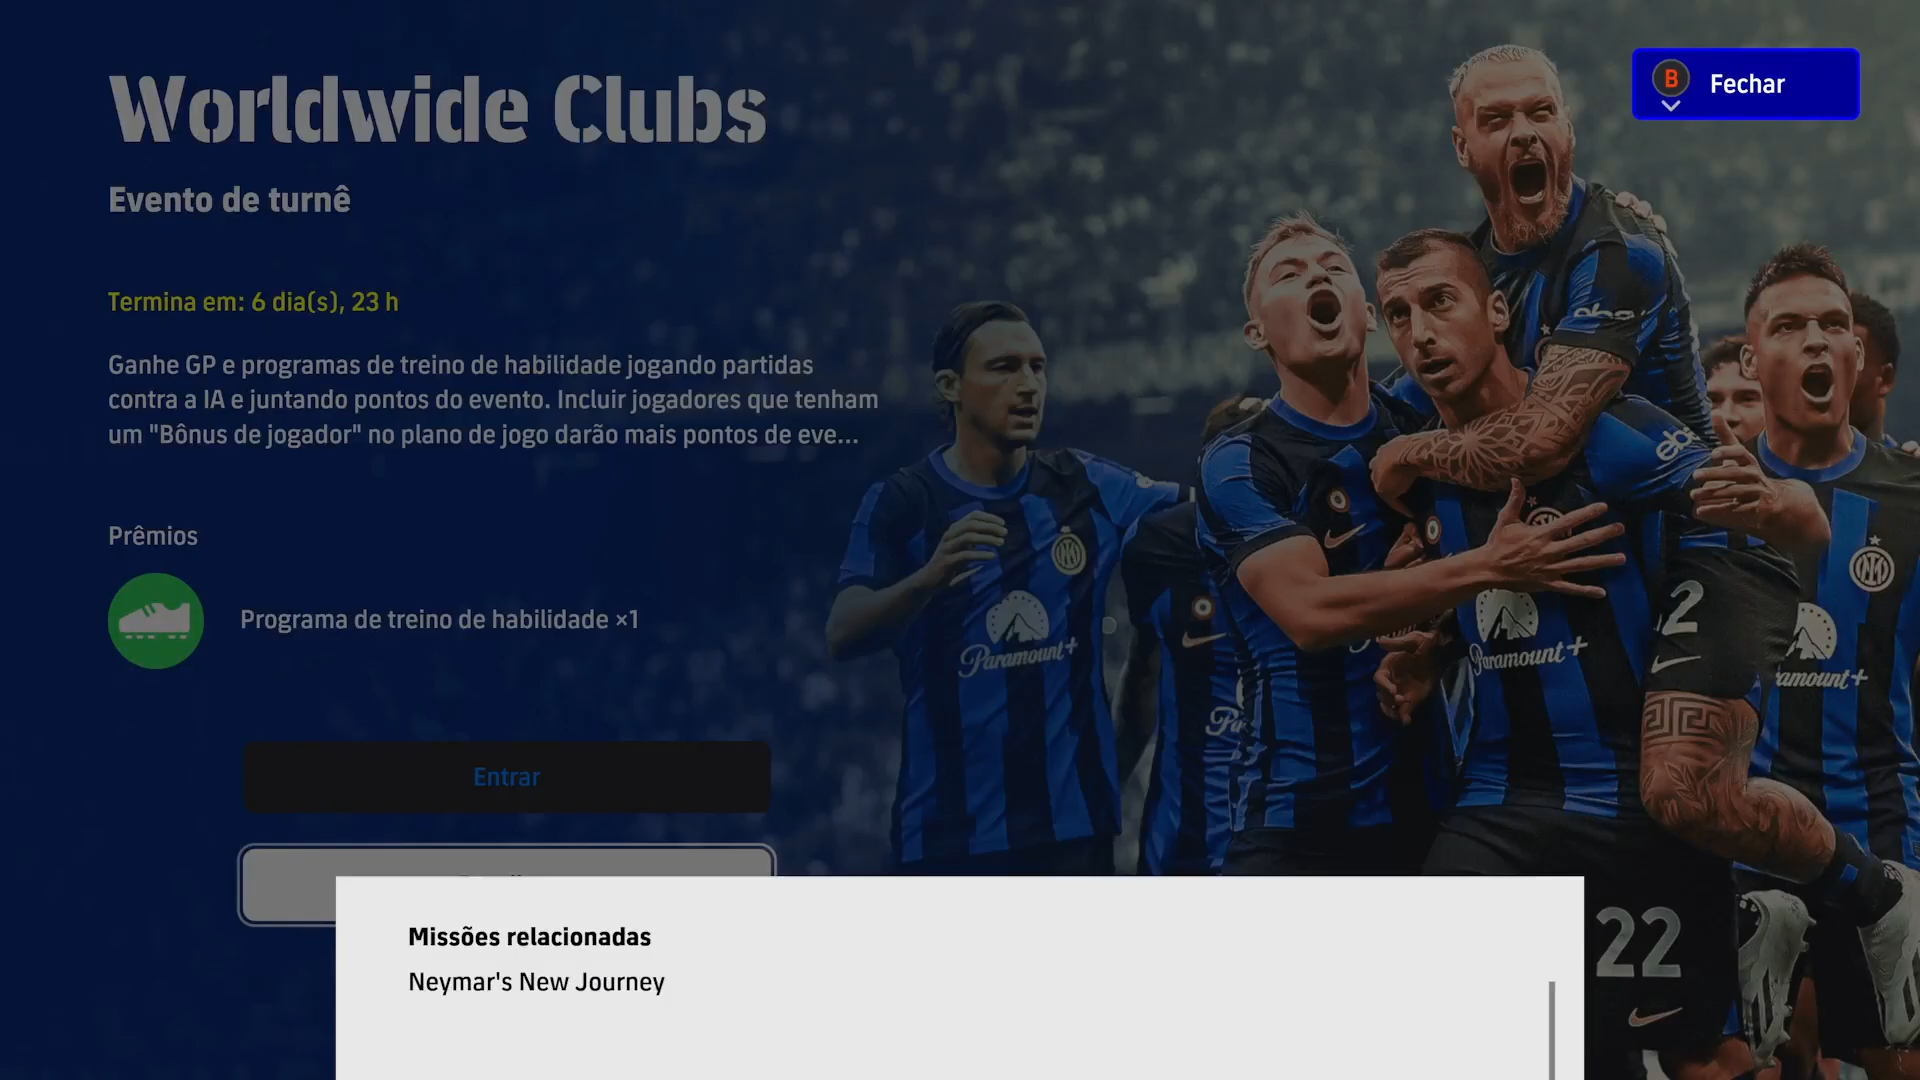 Worldwide Clubs
B Fechar
Evento de turnê
Termina em: 6 dia(s), 23 h
Ganhe GP e programas de treino de habilidade jogando partidas
contra a IA e juntando pontos do evento. Incluir jogadores que tenham
um "Bônus de jogador" no plano de jogo darão mais pontos de eve...
Prêmios
Programa de treino de habilidade ×1
Entrar
Missões relacionadas
Neymar's New Journey
Paramount+
Paramount+
amount+
eba
22